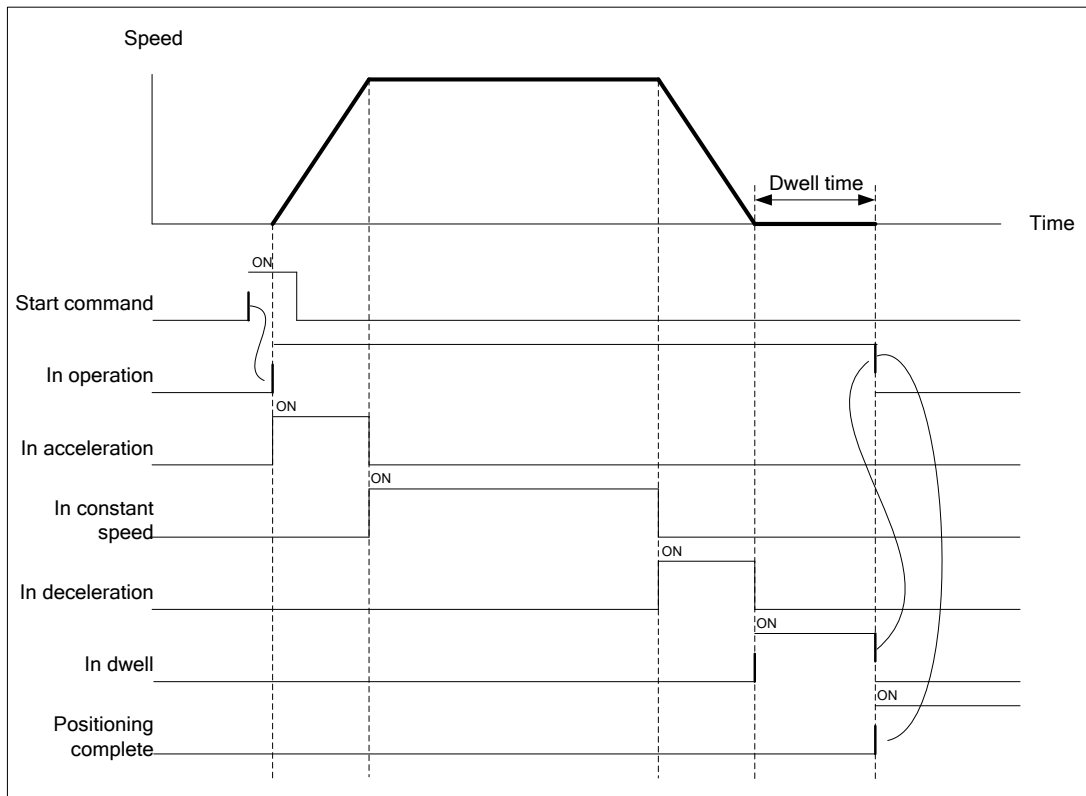 Speed
Dwell time
Time
ON
Start command
In operation
ON
In acceleration
ON
In constant
speed
ON
In deceleration
ON
In dwell
ON
Positioning
complete